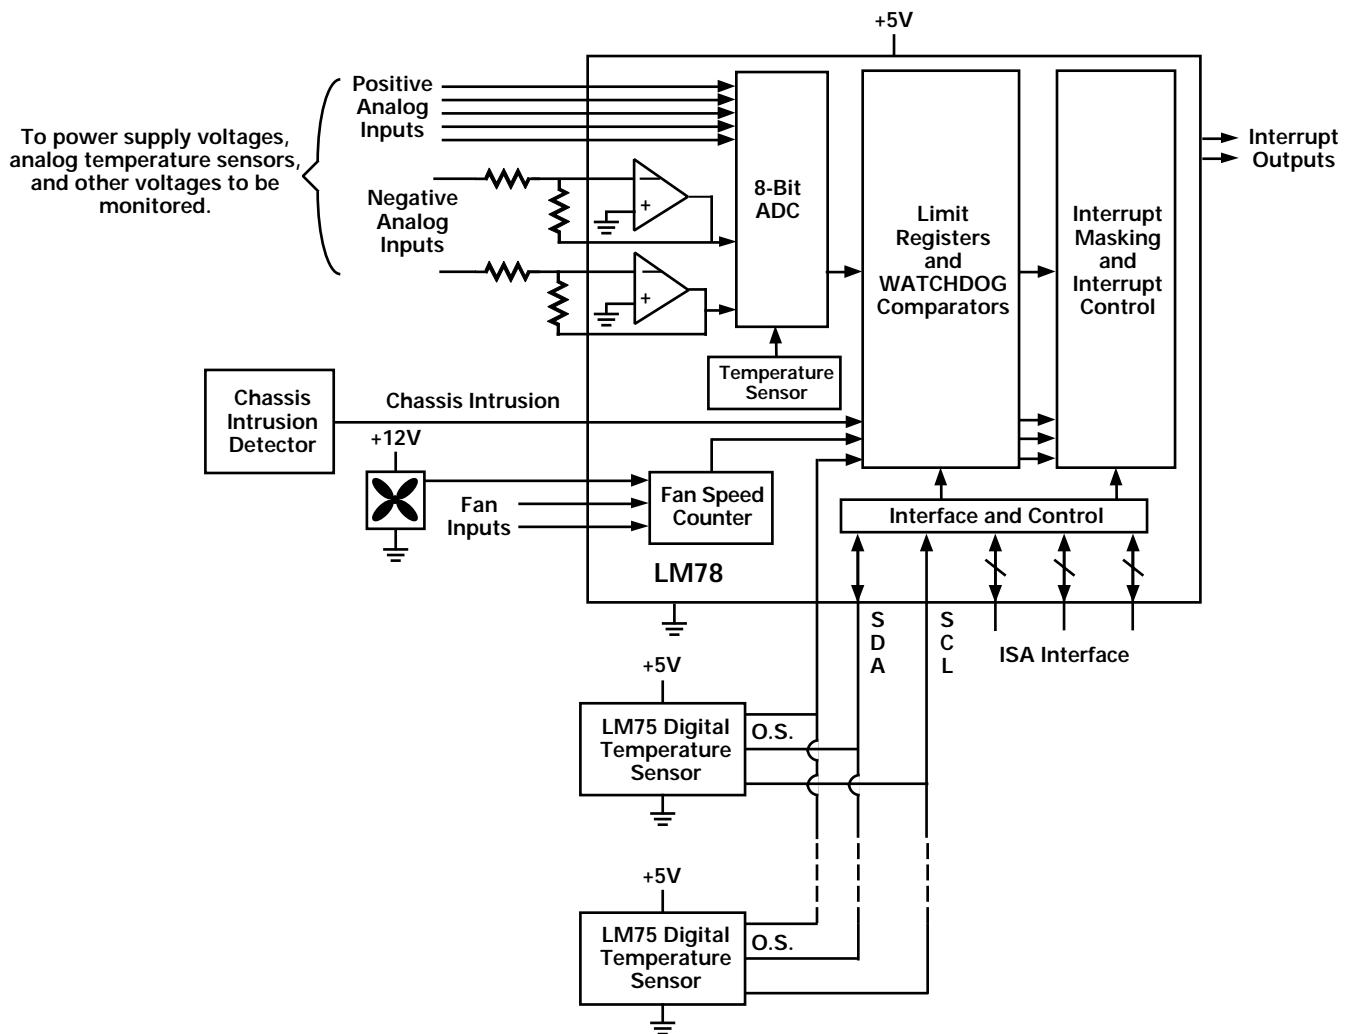 +5V
Positive
Analog
Inputs
To power supply voltages,
analog temperature sensors,
and other voltages to be
monitored.
Negative
Analog
Inputs
−
+
−
+
8-Bit
ADC
Limit
Registers
and
WATCHDOG
Comparators
Interrupt
Masking
and
Interrupt
Control
Interrupt
Outputs
Temperature
Sensor
Chassis
Intrusion
Detector
Chassis Intrusion
+12V
Fan
Inputs
Fan Speed
Counter
Interface and Control
LM78
S
D
A
S
C
L
ISA Interface
+5V
LM75 Digital
Temperature
Sensor
O.S.
+5V
LM75 Digital
Temperature
Sensor
O.S.